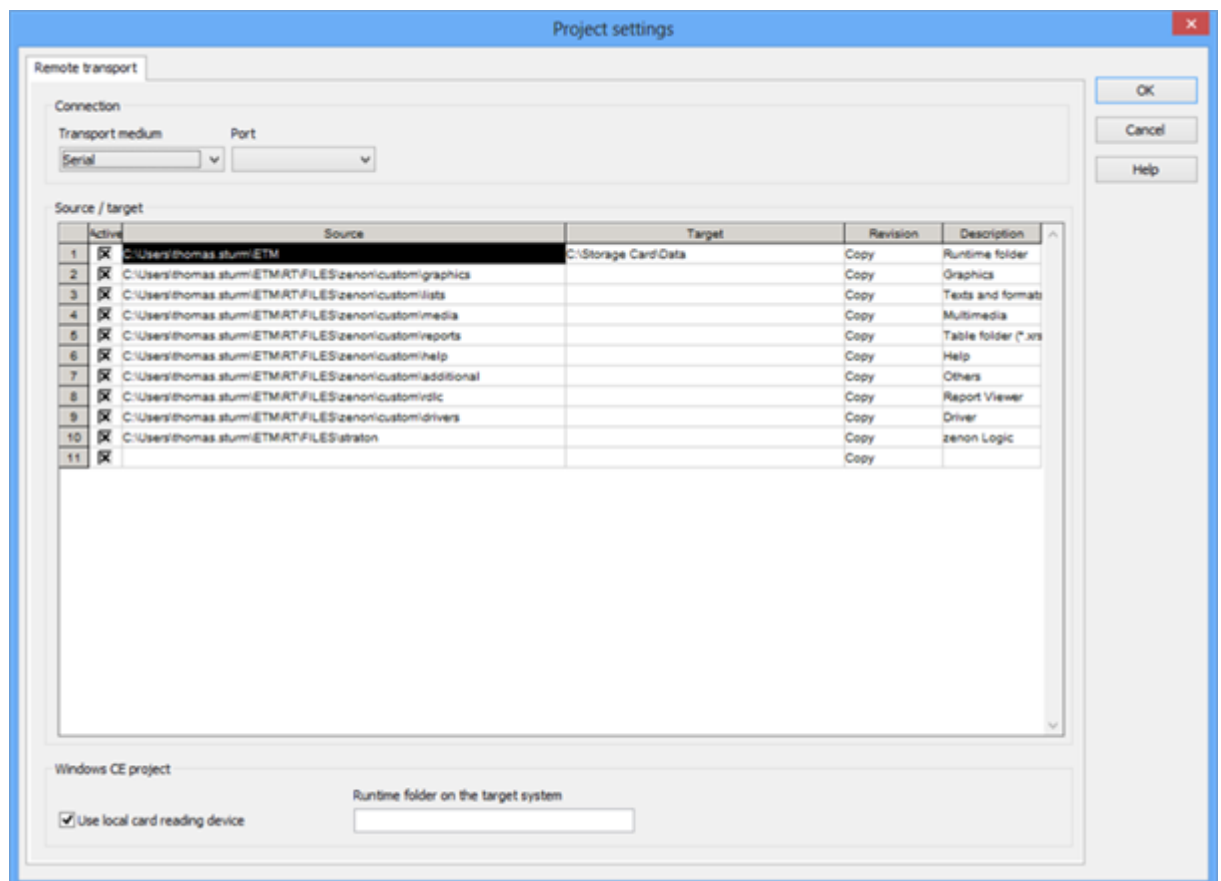 Project settings
Remote transport
OK
Connection
Transport medium Port
Cancel
Serial
Help
Source / target
Active Source Target Revision Description
1 C:\Users\thomas.sturm\ETM C:\Storage Card\Data Copy Runtime folder
2 C:\Users\thomas.sturm\ETM\RT\FILES\zenon\custom\graphics Copy Graphics
3 C:\Users\thomas.sturm\ETM\RT\FILES\zenon\custom\lists Copy Texts and formats
4 C:\Users\thomas.sturm\ETM\RT\FILES\zenon\custom\media Copy Multimedia
5 C:\Users\thomas.sturm\ETM\RT\FILES\zenon\custom\reports Copy Table folder (*.xrs
6 C:\Users\thomas.sturm\ETM\RT\FILES\zenon\custom\help Copy Help
7 C:\Users\thomas.sturm\ETM\RT\FILES\zenon\custom\additional Copy Others
8 C:\Users\thomas.sturm\ETM\RT\FILES\zenon\custom\rdlc Copy Report Viewer
9 C:\Users\thomas.sturm\ETM\RT\FILES\zenon\custom\drivers Copy Driver
10 C:\Users\thomas.sturm\ETM\RT\FILES\straton Copy zenon Logic
11 Copy
Windows CE project
Runtime folder on the target system
Use local card reading device